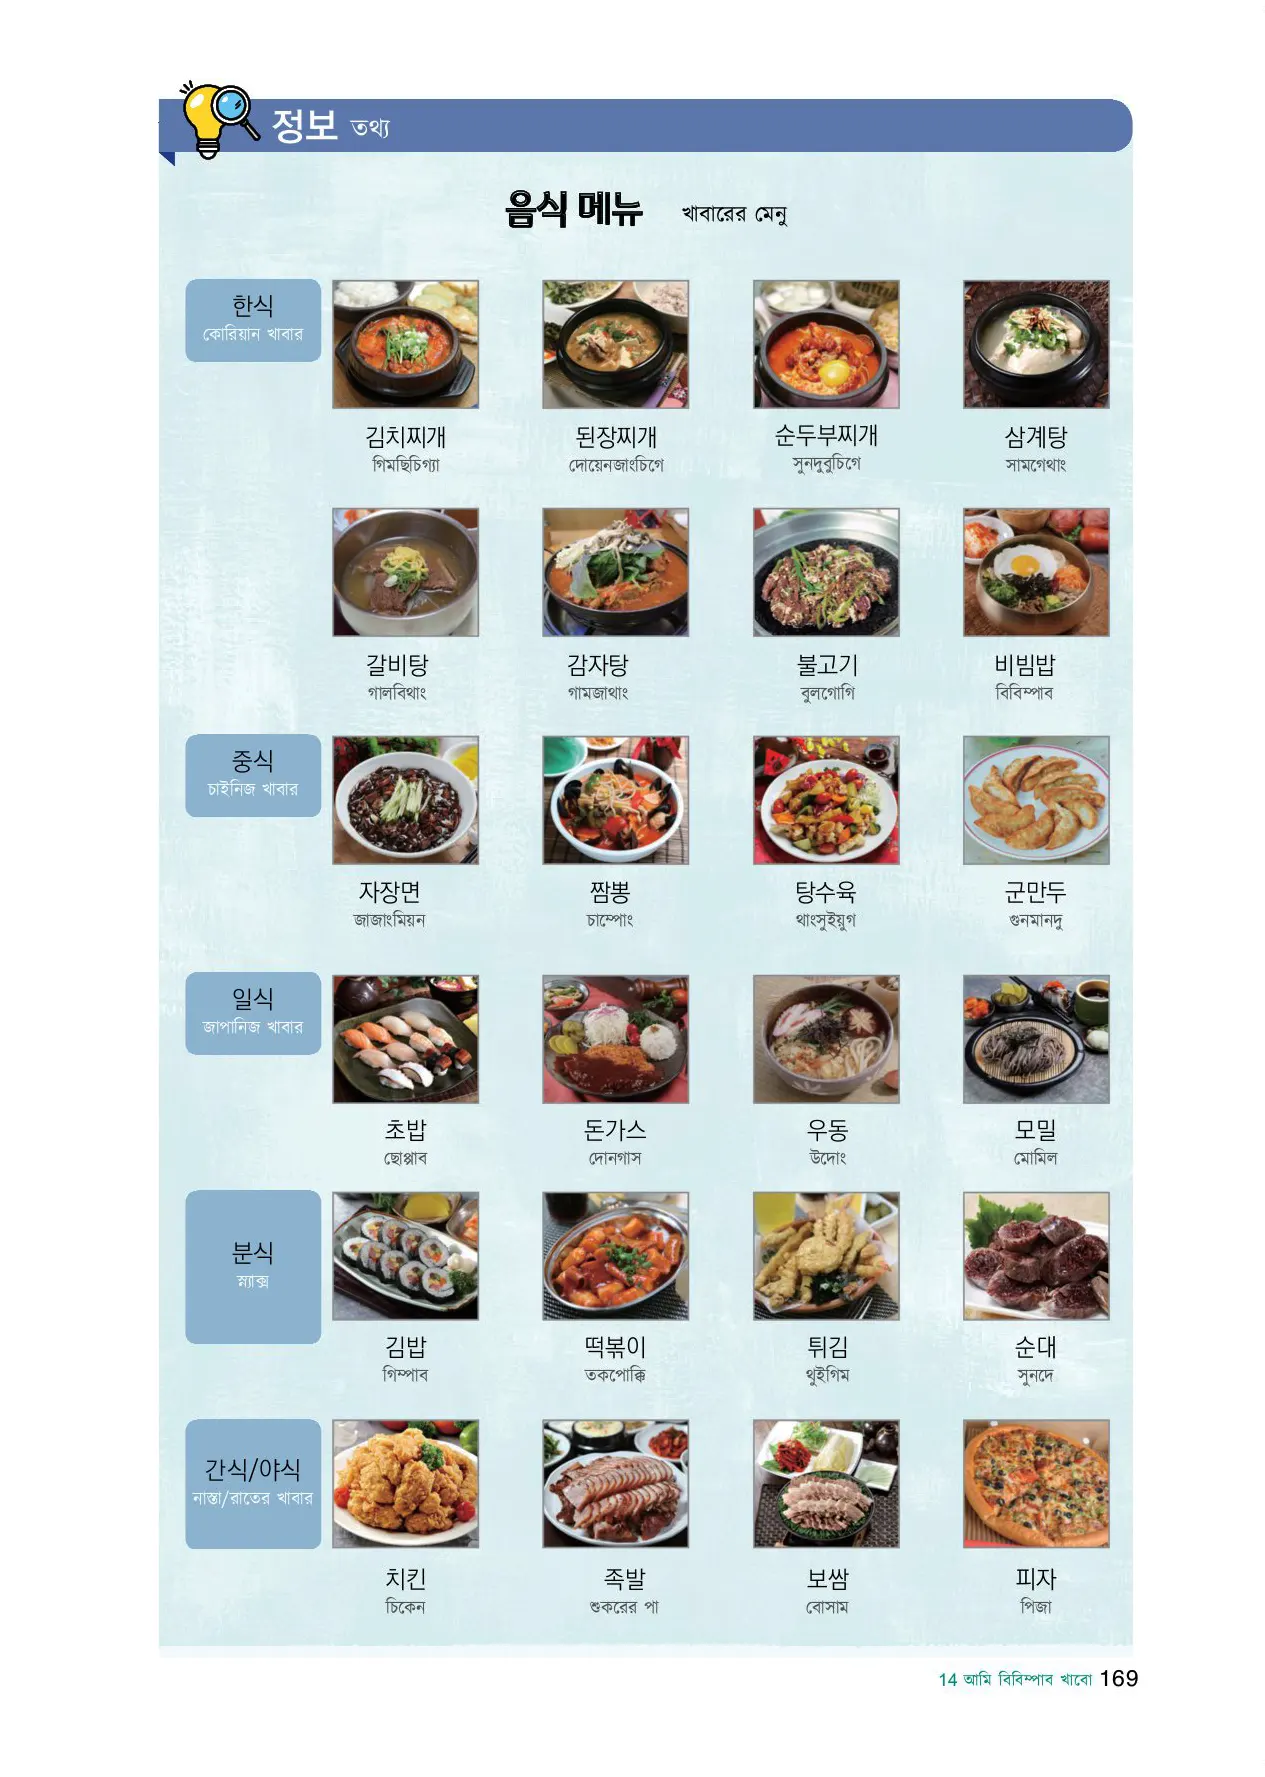 정보 তথ্য
음식 메뉴 খাবারের মেনু
한식
কোরিয়ান খাবার
김치찌개 된장찌개 순두부찌개 삼계탕
গিমছিচিগ্যা দোয়েনজাংচিগে সুনদুবুচিগে সামগেথাং
갈비탕 감자탕 불고기 비빔밥
গালবিথাং গামজাথাং বুলগোগি বিবিম্পাব
중식
চাইনিজ খাবার
자장면 짬뽕 탕수육 군만두
জাজাংমিয়ন চাম্পোং থাংসুইয়ুগ গুনমানদু
일식
জাপানিজ খাবার
초밥 돈가스 우동 모밀
ছোপ্পাব দোনগাস উদোং মোমিল
분식
স্ন্যাক্স
김밥 떡볶이 튀김 순대
গিম্পাব তকপোক্কি থুইগিম সুনদে
간식/야식
নাস্তা/রাতের খাবার
치킨 족발 보쌈 피자
চিকেন শুকরের পা বোসাম পিজা
14 আমি বিবিম্পাব খাবো 169